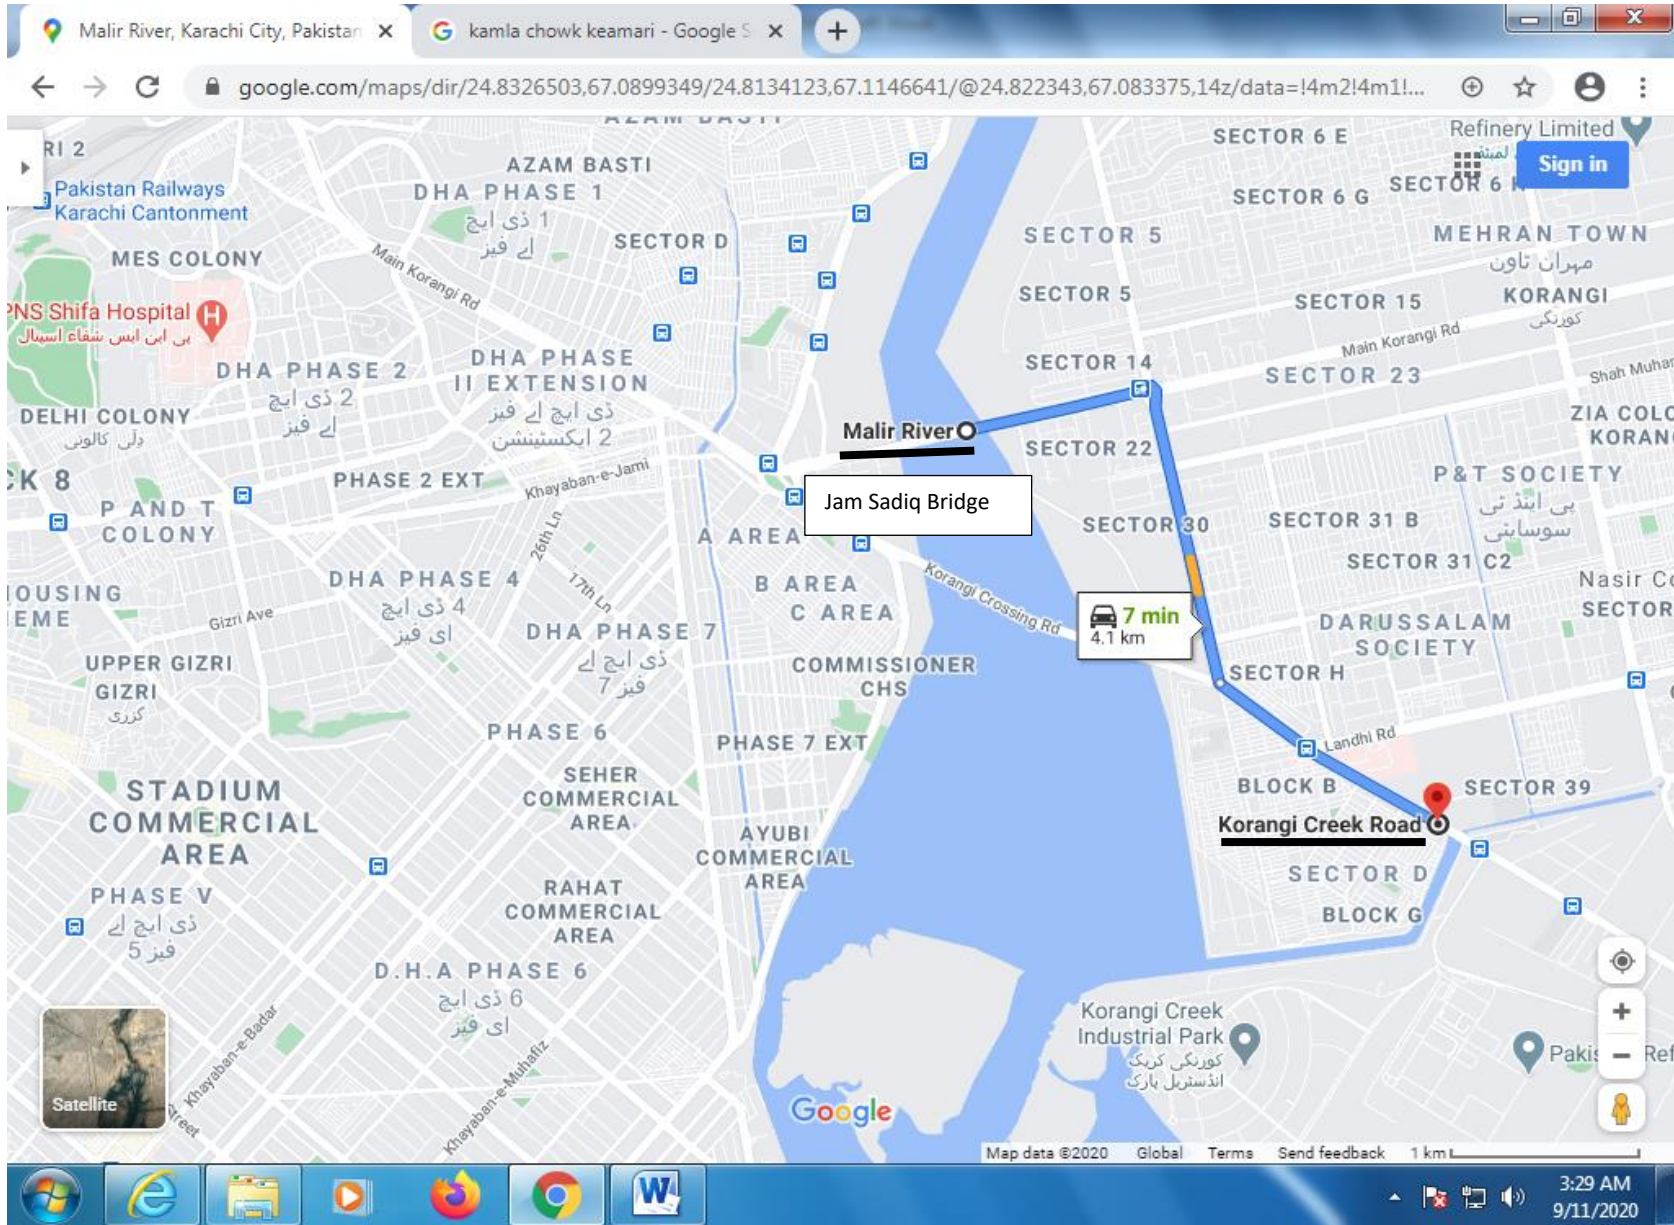 Malir River, Karachi City, Pakistan
kamla chowk keamari - Google S
google.com/maps/dir/24.8326503,67.0899349/24.8134123,67.1146641/@24.822343,67.083375,14z/data=!4m2!4m1!...
RI 2
AZAM BASTI
SECTOR 6 E
Refinery Limited
Sign in
Pakistan Railways
Karachi Cantonment
AZAM BASTI
DHA PHASE 1
ڈی ایچ 1
اے فیز
SECTOR 6 G
SECTOR 6
MES COLONY
Main Korangi Rd
SECTOR D
SECTOR 5
MEHRAN TOWN
مہران ٹاون
PNS Shifa Hospital
پی این ایس شفاء اسپتال
SECTOR 5
SECTOR 15
KORANGI
کورنگی
Main Korangi Rd
DHA PHASE 2
ڈی ایچ 2
اے فیز
DHA PHASE
II EXTENSION
ڈی ایچ اے فیز
2 ایکسٹینشن
SECTOR 14
SECTOR 23
Shah Muha
DELHI COLONY
دلّی کالونی
Malir River
SECTOR 22
ZIA COLO
KORAN
CK 8
P AND T
COLONY
PHASE 2 EXT
Khayaban-e-Jami
Jam Sadiq Bridge
P&T SOCIETY
پی اینڈ ٹی
سوسایٹی
26th Ln
A AREA
SECTOR 30
SECTOR 31 B
SECTOR 31 C2
OUSING
EME
DHA PHASE 4
ڈی ایچ 4
ای فیز
17th Ln
B AREA
C AREA
Korangi Crossing Rd
7 min
4.1 km
Nasir Co
SECTOR
Gizri Ave
DHA PHASE 7
ڈی ایچ اے
فیز 7
DARUSSALAM
SOCIETY
UPPER GIZRI
GIZRI
گزری
COMMISSIONER
CHS
SECTOR H
PHASE 6
PHASE 7 EXT
Landhi Rd
STADIUM
COMMERCIAL
AREA
SEHER
COMMERCIAL
AREA
BLOCK B
SECTOR 39
AYUBI
COMMERCIAL
AREA
Korangi Creek Road
PHASE V
ڈی ایچ اے
فیز 5
RAHAT
COMMERCIAL
AREA
SECTOR D
BLOCK G
D.H.A PHASE 6
ڈی ایچ 6
ای فیز
Korangi Creek
Industrial Park
کورنگی کریک
انڈسٹریل پارک
Khayaban-e-Badar
Khayaban-e-Muhafiz
Pakis
Ref
Satellite
Street
Google
Map data ©2020 Global Terms Send feedback 1 km
3:29 AM
9/11/2020